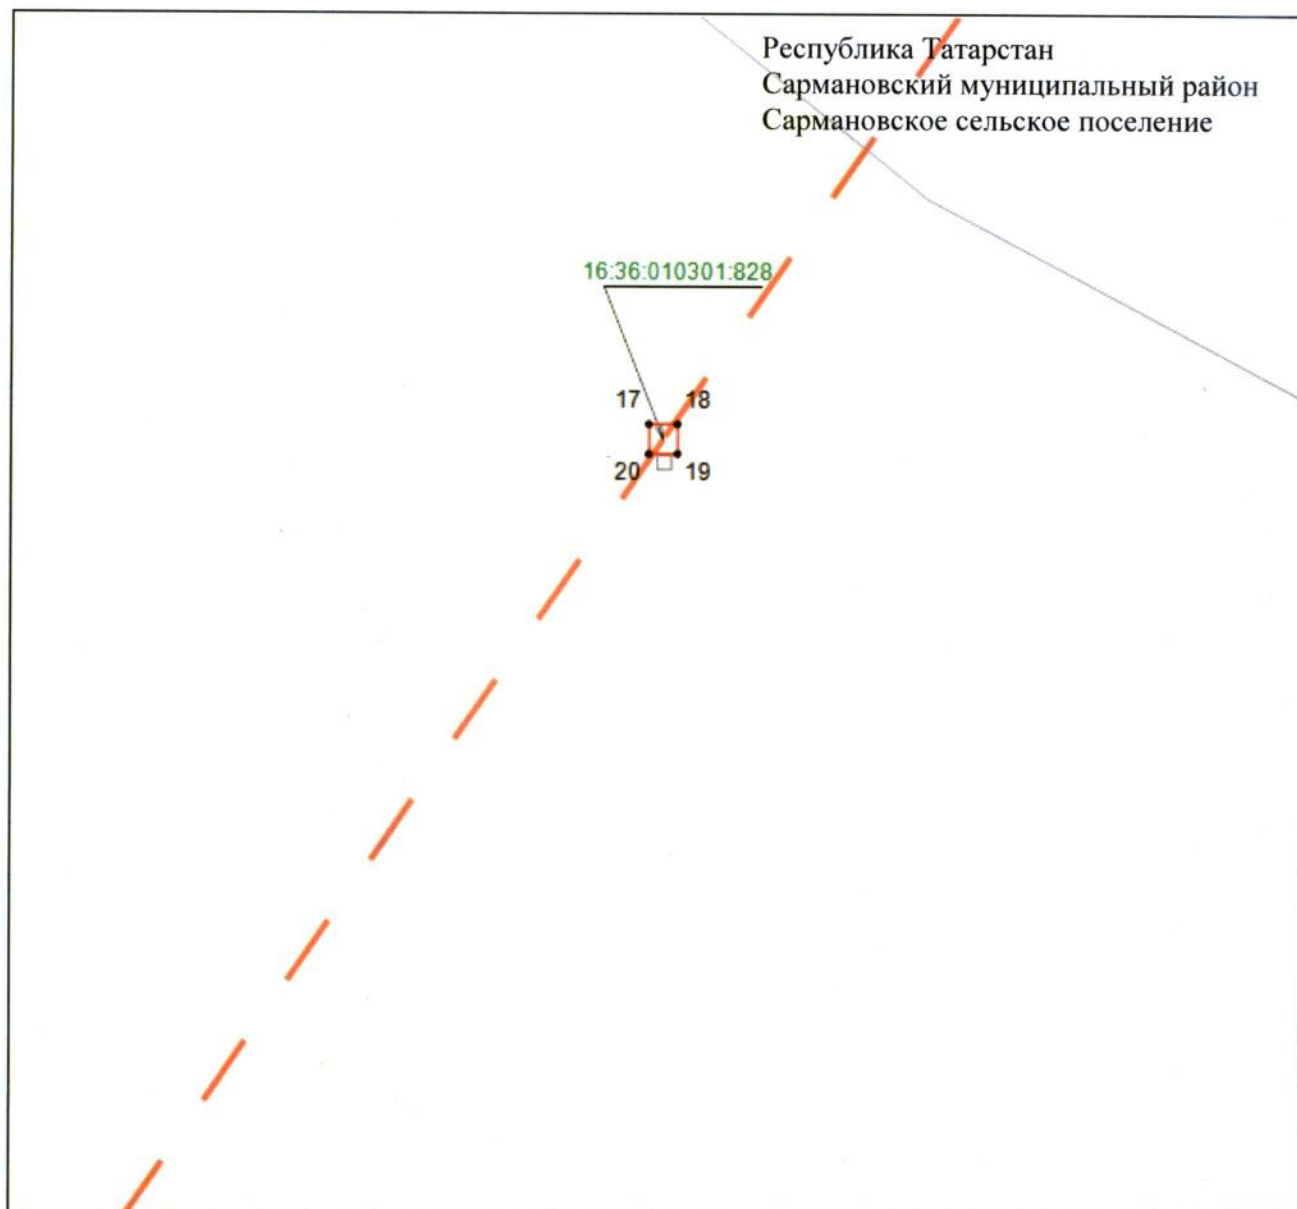 Республика Татарстан
Сармановский муниципальный район
Сармановское сельское поселение
16:36:010301:828
17 18
20 19